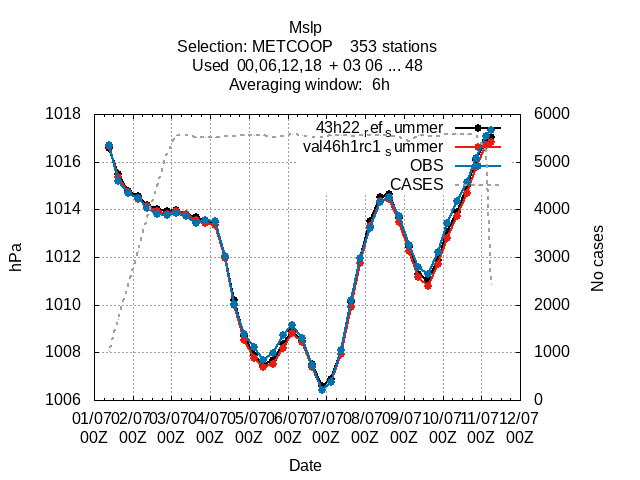 Mslp
Selection: METCOOP 353 stations
Used 00,06,12,18 + 03 06 ... 48
Averaging window: 6h
1018
1016
1014
1012
1010
1008
1006
6000
5000
4000
3000
2000
1000
0
43h22refsummer
val46h1rc1summer
OBS
CASES
hPa
No cases
01/07 02/07 03/07 04/07 05/07 06/07 07/07 08/07 09/07 10/07 11/07 12/07
00Z 00Z 00Z 00Z 00Z 00Z 00Z 00Z 00Z 00Z 00Z 00Z
Date